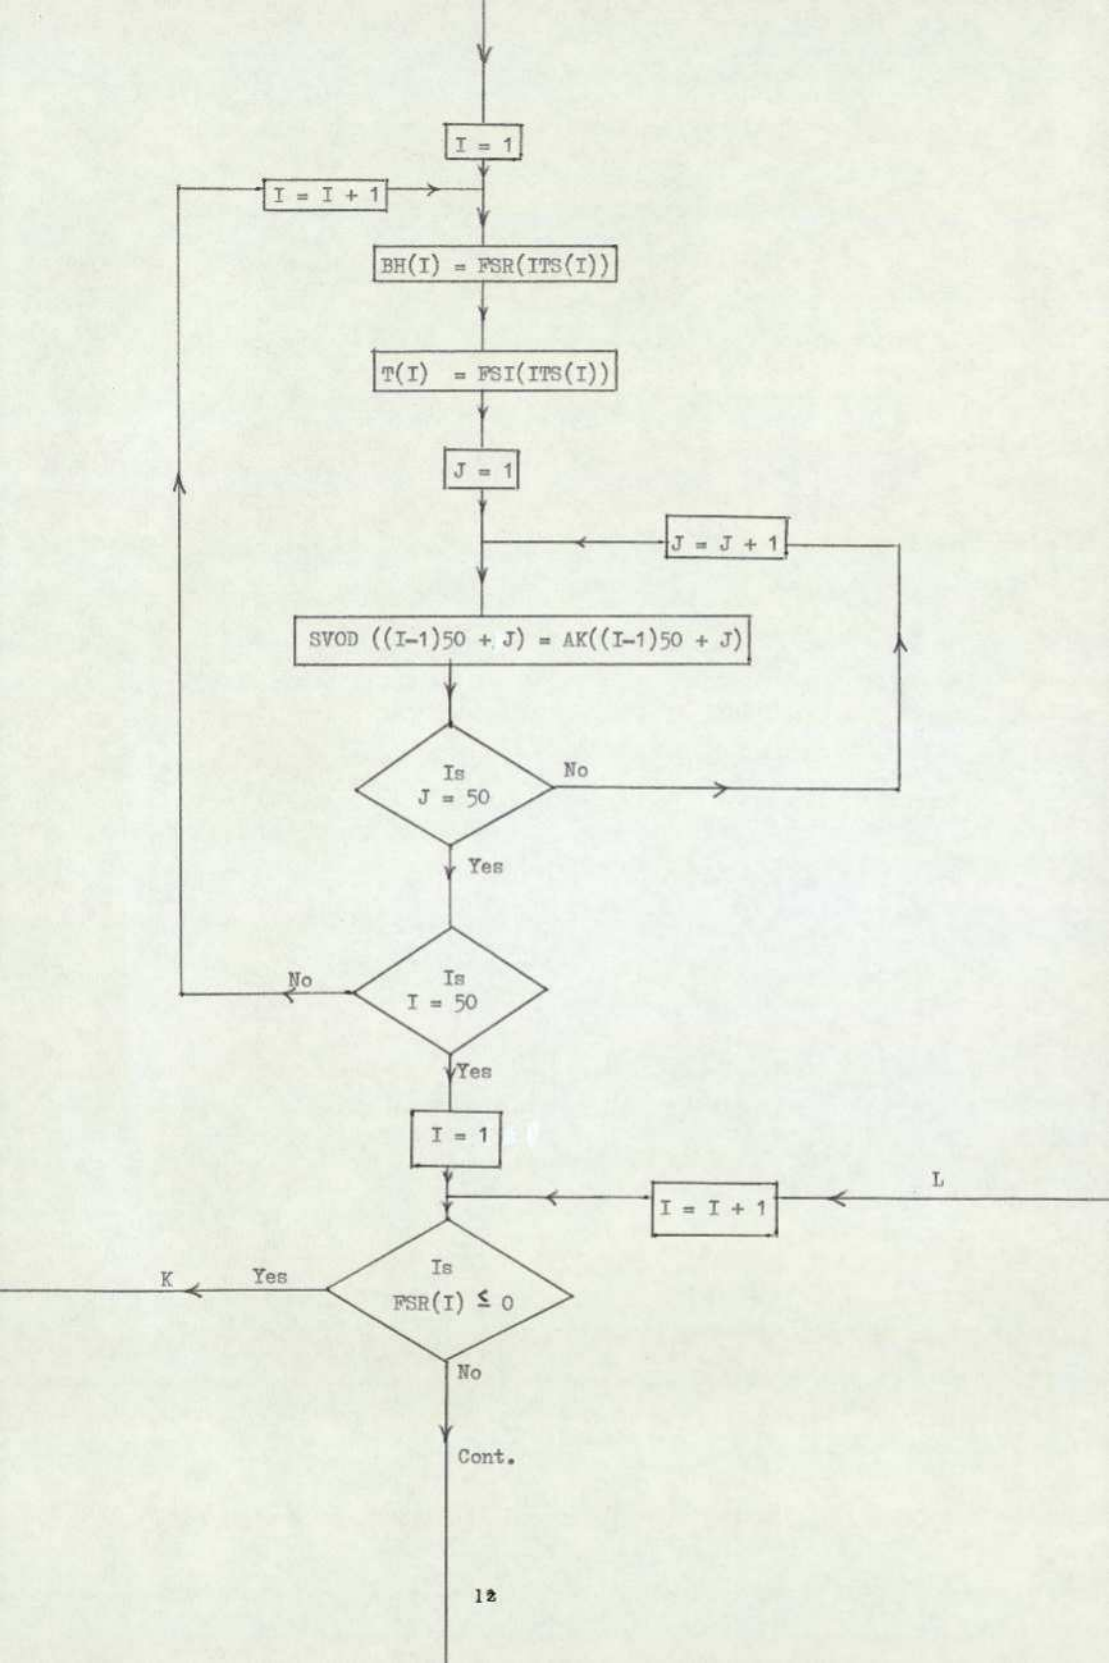 I = 1
I = I + 1
BH(I) = FSR(ITS(I))
T(I) = FSI(ITS(I))
J = 1
J = J + 1
SVOD ((I-1)50 + J) = AK((I-1)50 + J)
Is
J = 50
No
Yes
Is
I = 50
No
Yes
I = 1
L
I = I + 1
K
Yes
Is
FSR(I) ≤ 0
No
Cont.
12